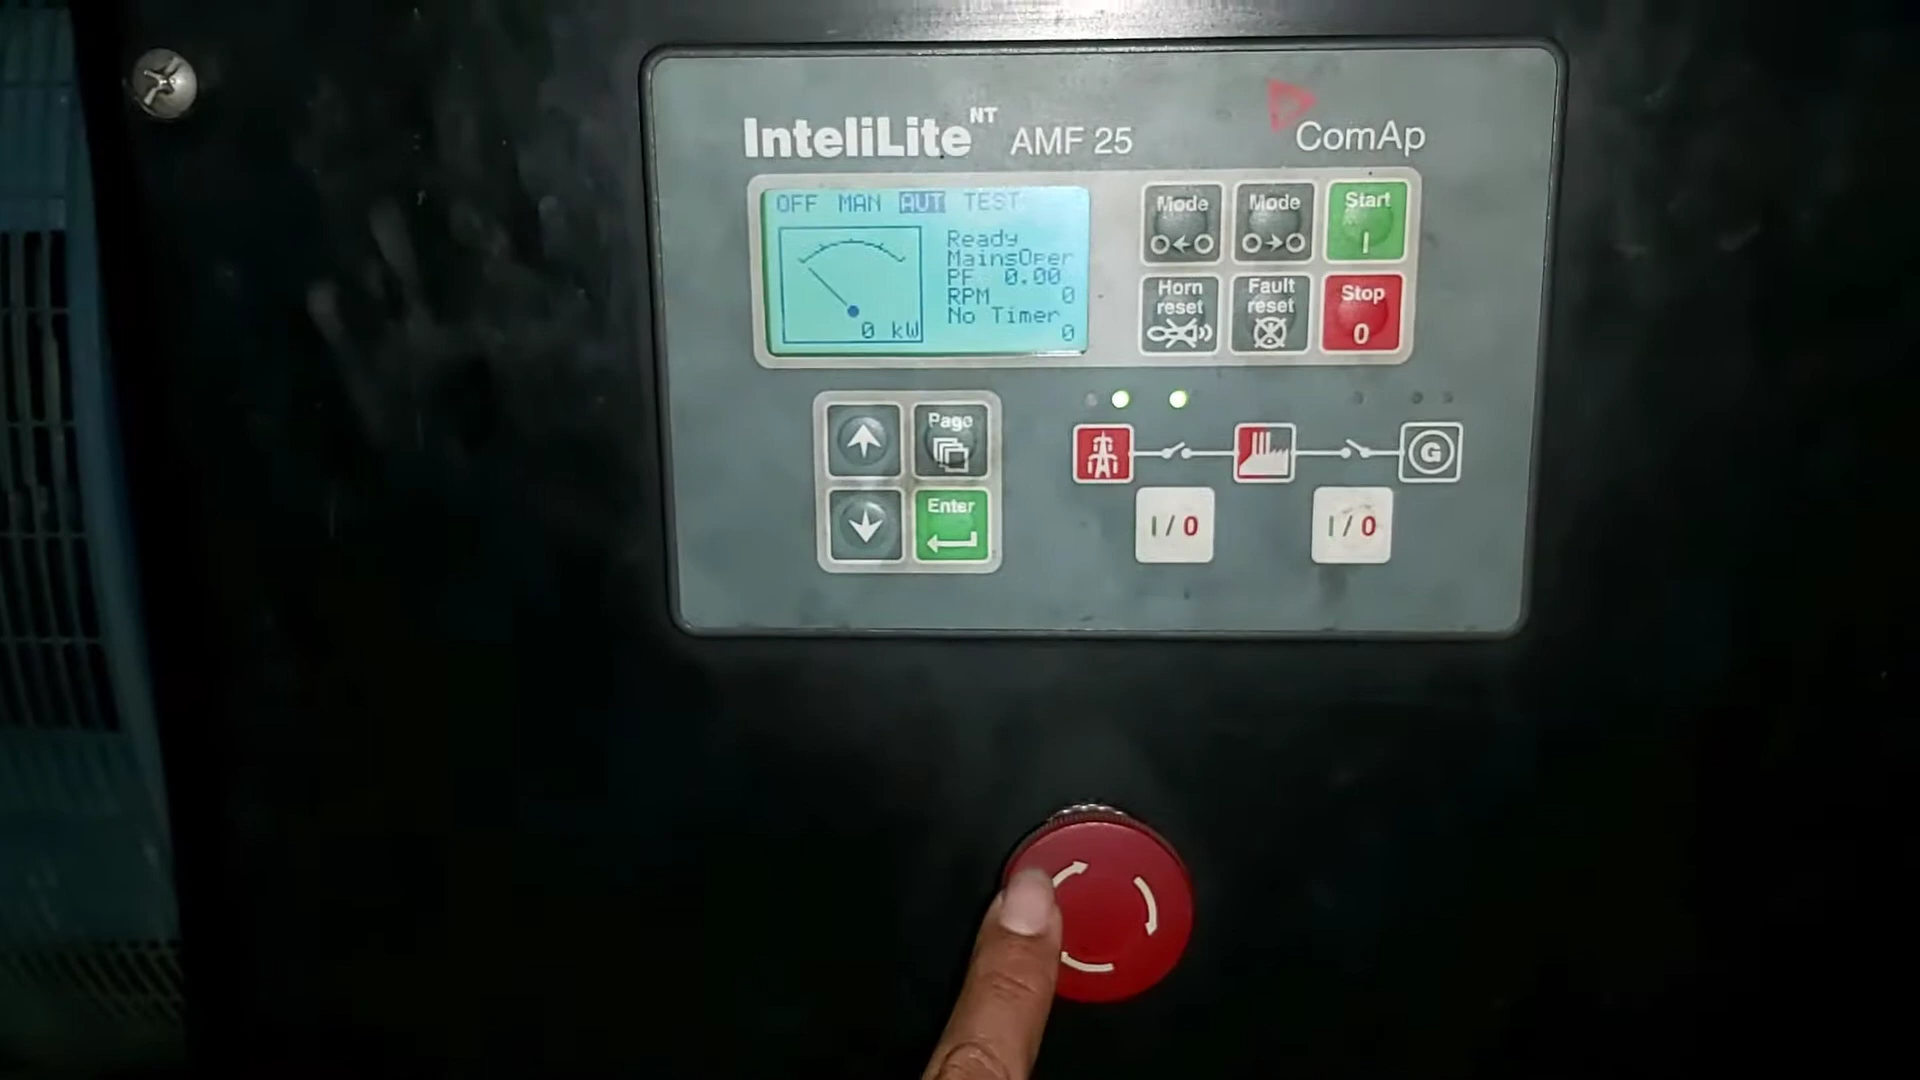 InteliLite NT AMF 25
ComAp
OFF MAN AUT TEST
Ready
MainsOper
PF 0.00
RPM 0
No Timer
0
0 kW
Mode
Mode
Start
I
Horn reset
Fault reset
Stop
0
Page
Enter
G
I / 0
I / 0